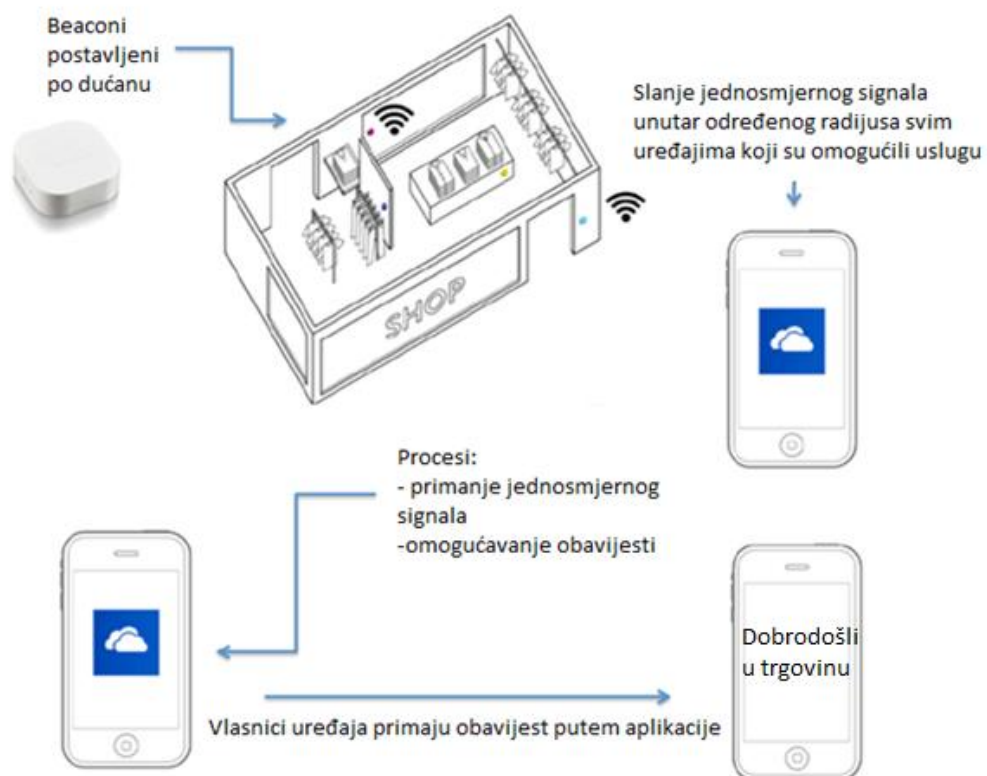 Beaconi
postavljeni
po dućanu
Slanje jednosmjernog signala
unutar određenog radijusa svim
uređajima koji su omogućili uslugu
SHOP
Procesi:
- primanje jednosmjernog
signala
-omogućavanje obavijesti
Dobrodošli
u trgovinu
Vlasnici uređaja primaju obavijest putem aplikacije